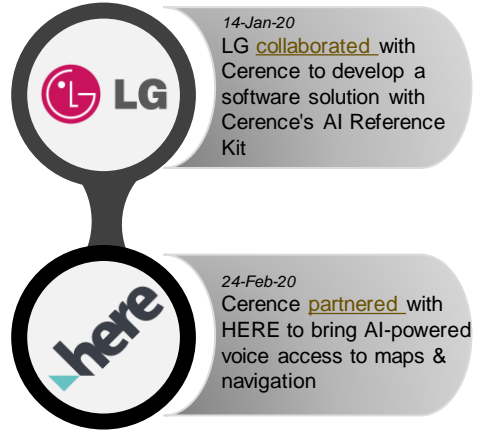 LG
14-Jan-20
LG collaborated with
Cerence to develop a
software solution with
Cerence's AI Reference
Kit
here
24-Feb-20
Cerence partnered with
HERE to bring AI-powered
voice access to maps &
navigation